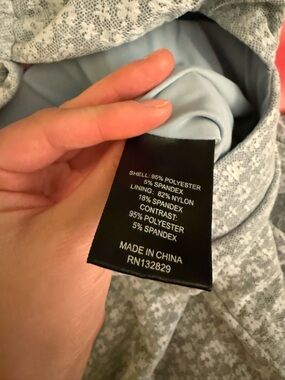 SHELL: 95% POLYESTER
5% SPANDEX
LINING: 82% NYLON
18% SPANDEX
CONTRAST:
95% POLYESTER
5% SPANDEX
MADE IN CHINA
RN132829